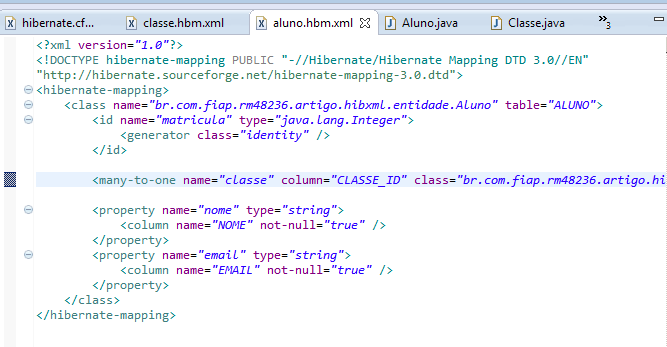 hibernate.cf... classe.hbm.xml aluno.hbm.xml Aluno.java Classe.java »3
<?xml version="1.0"?>
<!DOCTYPE hibernate-mapping PUBLIC "-//Hibernate/Hibernate Mapping DTD 3.0//EN"
"http://hibernate.sourceforge.net/hibernate-mapping-3.0.dtd">
<hibernate-mapping>
<class name="br.com.fiap.rm48236.artigo.hibxml.entidade.Aluno" table="ALUNO">
<id name="matricula" type="java.lang.Integer">
<generator class="identity" />
</id>
<many-to-one name="classe" column="CLASSE_ID" class="br.com.fiap.rm48236.artigo.hi
<property name="nome" type="string">
<column name="NOME" not-null="true" />
</property>
<property name="email" type="string">
<column name="EMAIL" not-null="true" />
</property>
</class>
</hibernate-mapping>